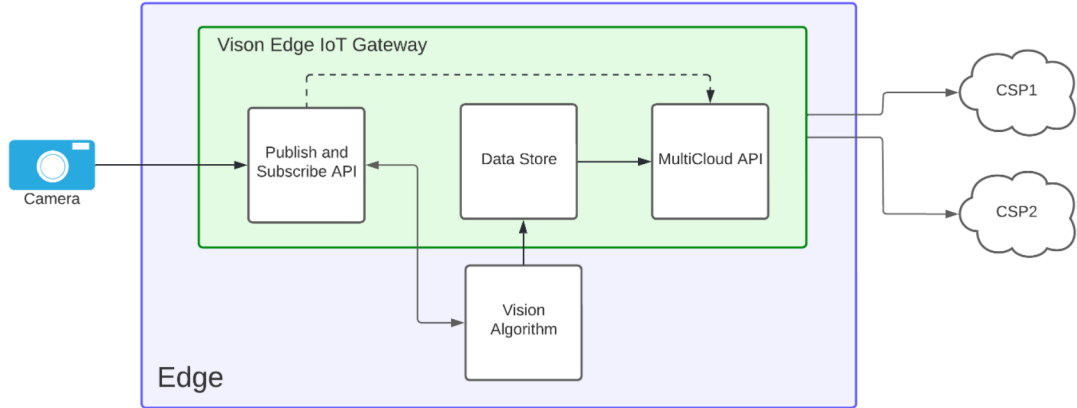 Vison Edge IoT Gateway
Camera
Publish and
Subscribe API
Data Store
MultiCloud API
CSP1
CSP2
Vision
Algorithm
Edge